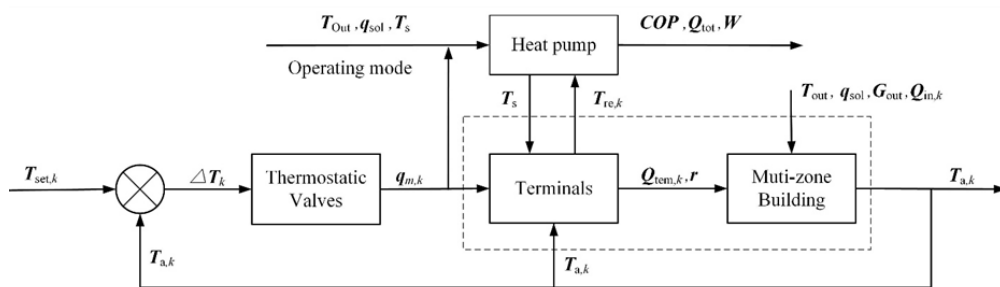 T_Out , q_sol , T_s
Operating mode
Heat pump
COP, Q_tot, W
T_s
T_re,k
T_out, q_sol, G_out, Q_in,k
T_set,k
△T_k
Thermostatic
Valves
q_m,k
Terminals
Q_tem,k, r
Muti-zone
Building
T_a,k
T_a,k
T_a,k